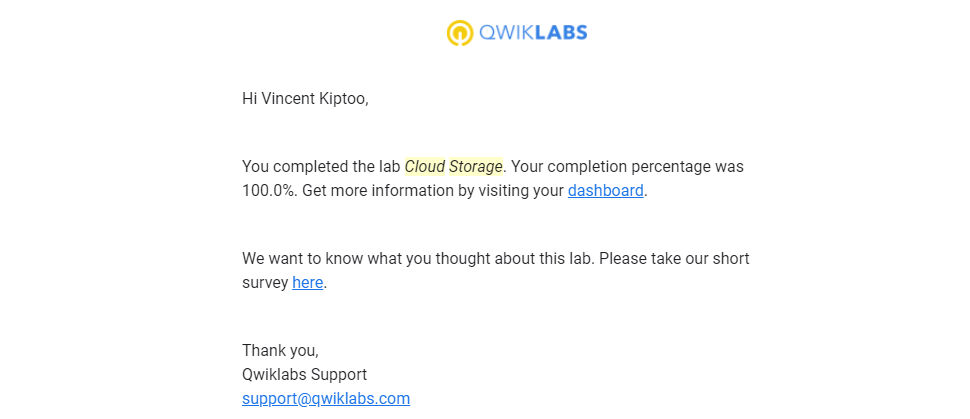 QWIKLABS
Hi Vincent Kiptoo,
You completed the lab Cloud Storage. Your completion percentage was
100.0%. Get more information by visiting your dashboard.
We want to know what you thought about this lab. Please take our short
survey here.
Thank you,
Qwiklabs Support
support@qwiklabs.com